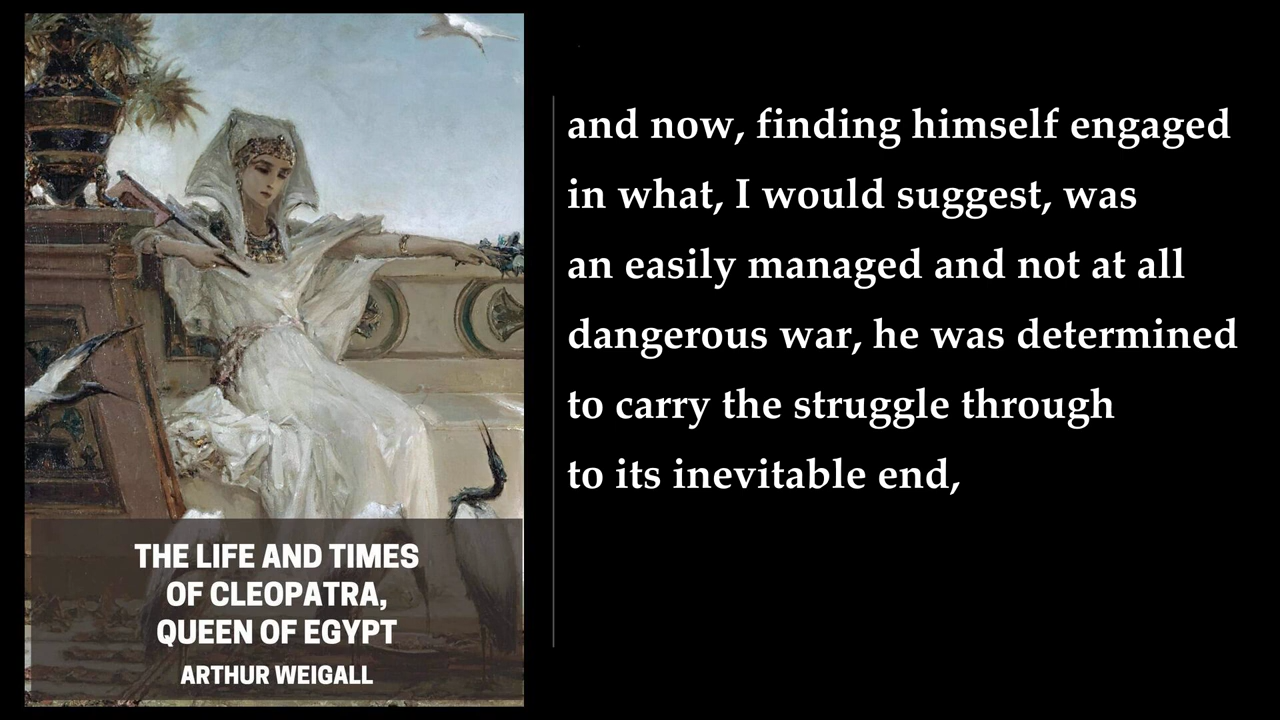 THE LIFE AND TIMES
OF CLEOPATRA,
QUEEN OF EGYPT
ARTHUR WEIGALL
and now, finding himself engaged
in what, I would suggest, was
an easily managed and not at all
dangerous war, he was determined
to carry the struggle through
to its inevitable end,